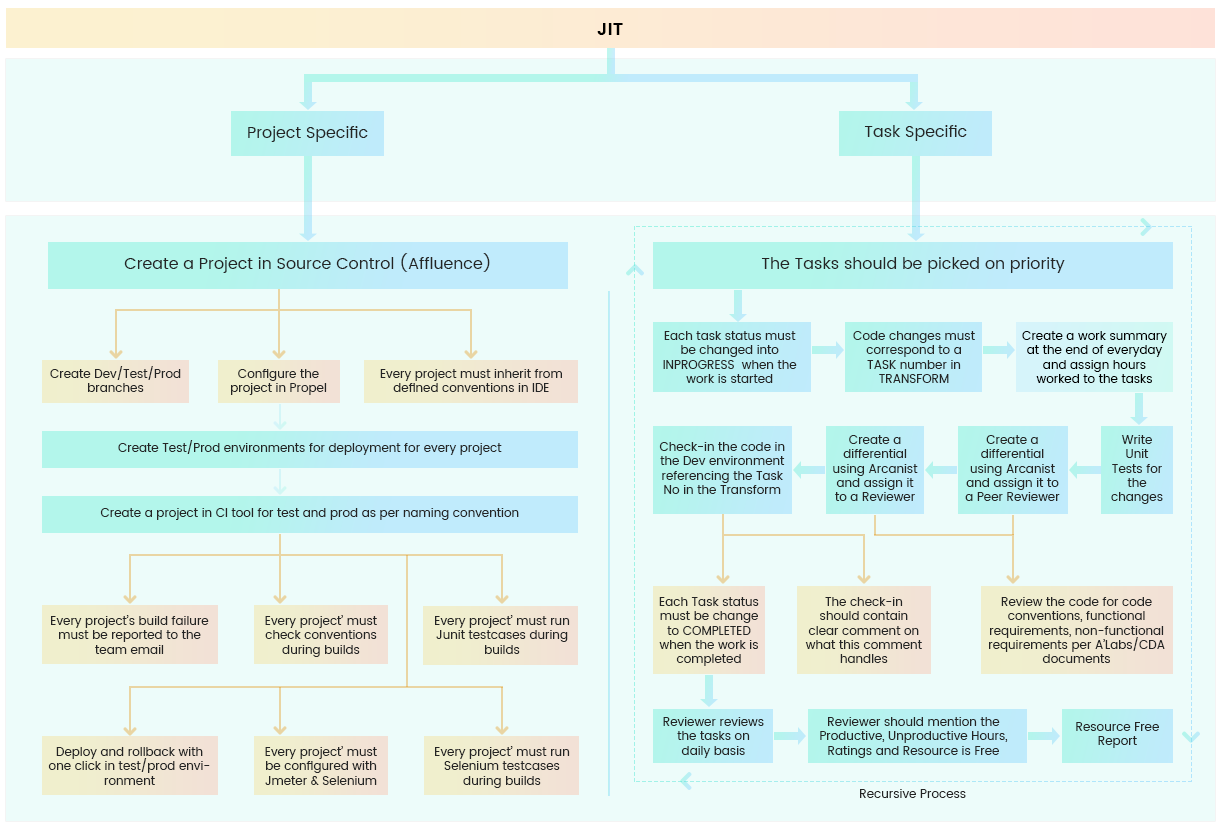 JIT
Project Specific
Task Specific
Create a Project in Source Control (Affluence)
Create Dev/Test/Prod
branches
Configure the
project in Propel
Every project must inherit from
defined conventions in IDE
Create Test/Prod environments for deployment for every project
Create a project in CI tool for test and prod as per naming convention
Every project's build failure
must be reported to the
team email
Every project' must
check conventions
during builds
Every project' must run
Junit testcases during
builds
Deploy and rollback with
one click in test/prod envi-
ronment
Every project' must
be configured with
Jmeter & Selenium
Every project' must run
Selenium testcases
during builds
The Tasks should be picked on priority
Each task status must
be changed into
INPROGRESS when the
work is started
Code changes must
correspond to a
TASK number in
TRANSFORM
Create a work summary
at the end of everyday
and assign hours
worked to the tasks
Write
Unit
Tests for
the
changes
Create a
differential
using Arcanist
and assign it to
a Peer Reviewer
Create a
differential
using Arcanist
and assign it
to a Reviewer
Check-in the code in
the Dev environment
referencing the Task
No in the Transform
Each Task status
must be change
to COMPLETED
when the work is
completed
The check-in
should contain
clear comment on
what this comment
handles
Review the code for code
conventions, functional
requirements, non-functional
requirements per A'Labs/CDA
documents
Reviewer reviews
the tasks on
daily basis
Reviewer should mention the
Productive, Unproductive Hours,
Ratings and Resource is Free
Resource Free
Report
Recursive Process